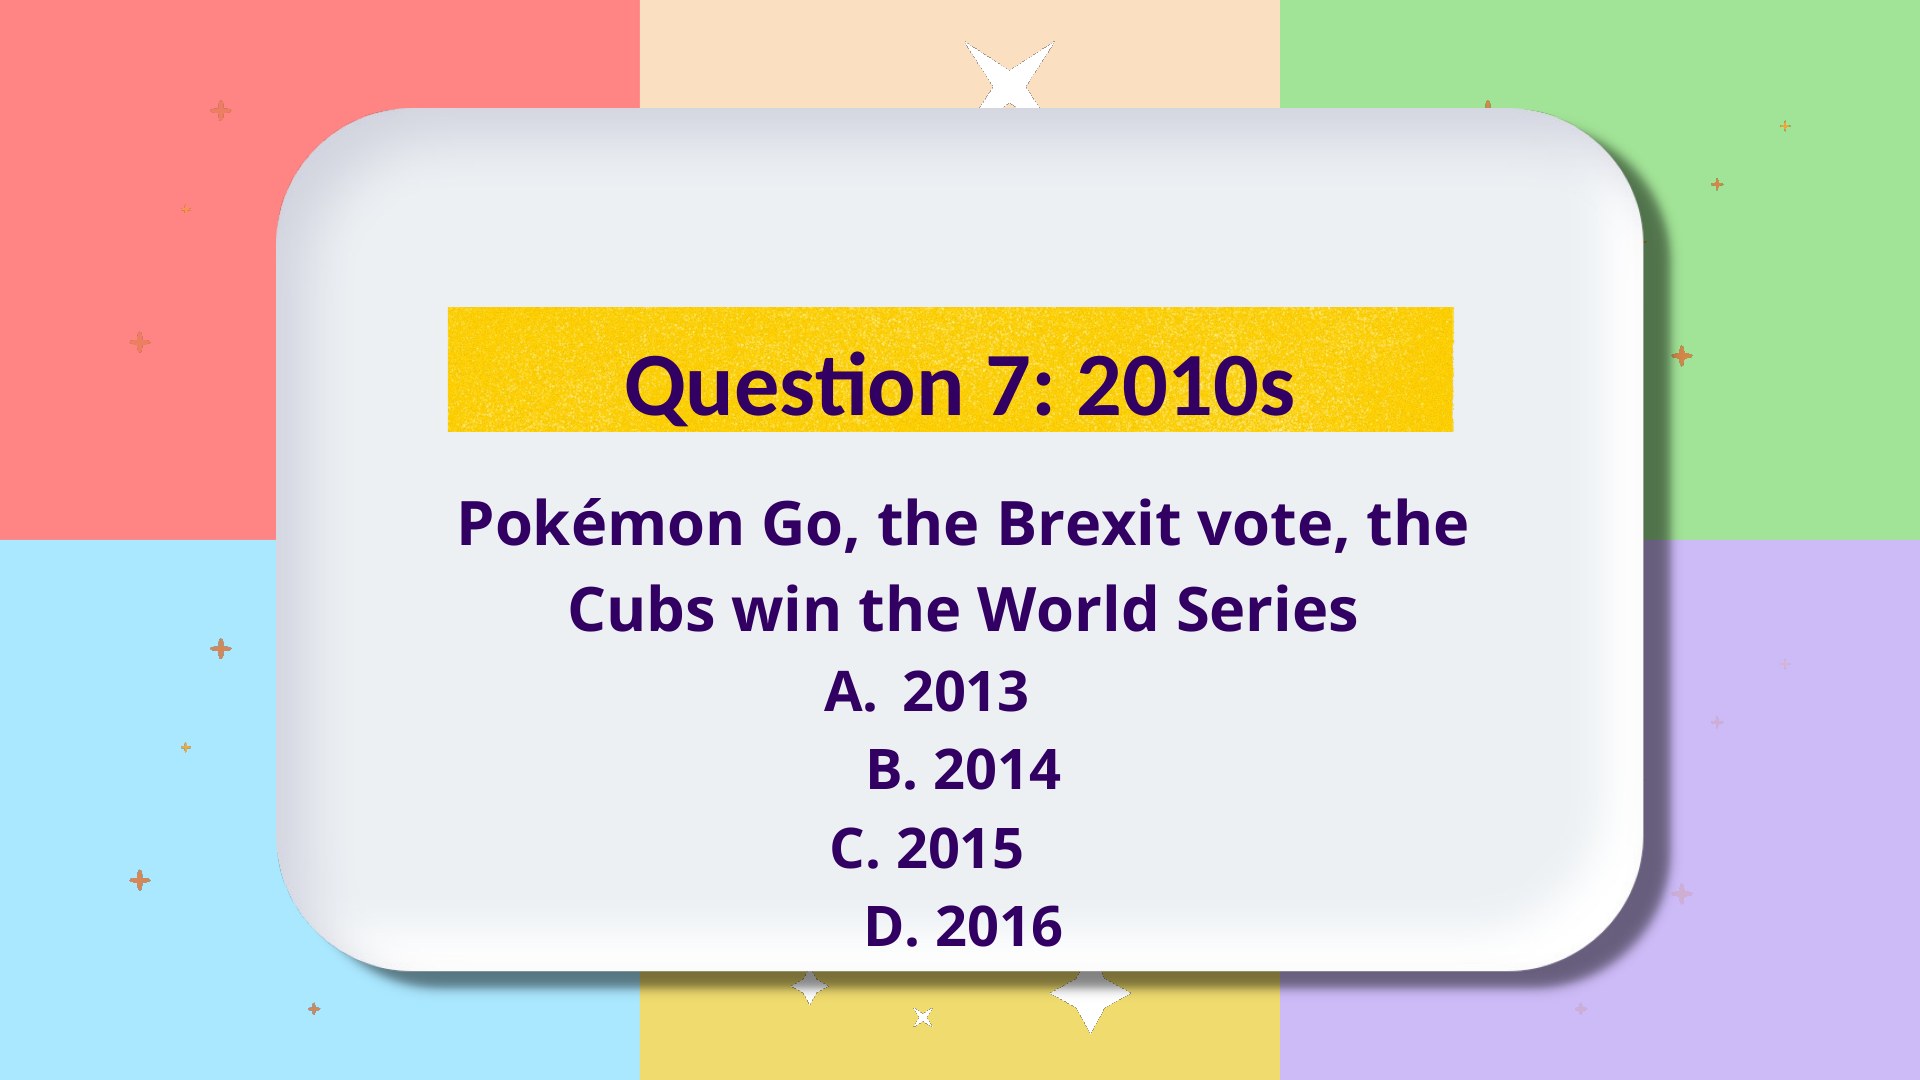 Question 7: 2010s
Pokémon Go, the Brexit vote, the
Cubs win the World Series
A. 2013
B. 2014
C. 2015
D. 2016